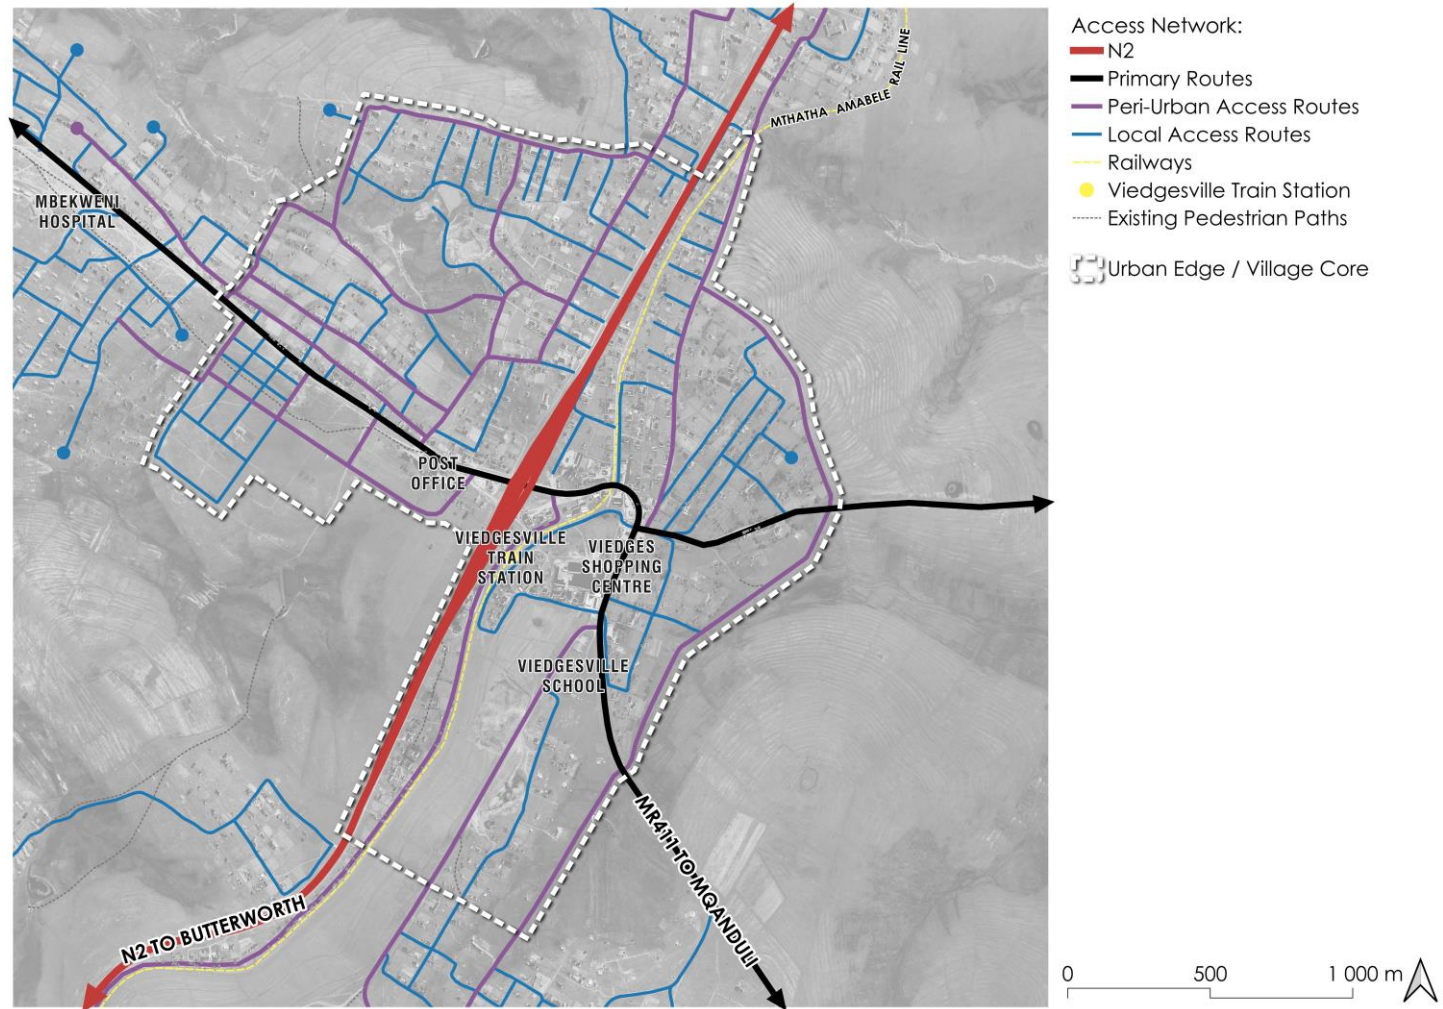 Access Network:
N2
Primary Routes
Peri-Urban Access Routes
Local Access Routes
Railways
Viedgesville Train Station
Existing Pedestrian Paths
Urban Edge / Village Core
MTHATHA AMABELE RAIL LINE
MBEKWENI
HOSPITAL
POST
OFFICE
VIEDGESVILLE
TRAIN
STATION
VIEDGES
SHOPPING
CENTRE
VIEDGESVILLE
SCHOOL
MR411 TO MQANDULI
N2 TO BUTTERWORTH
0 500 1 000 m